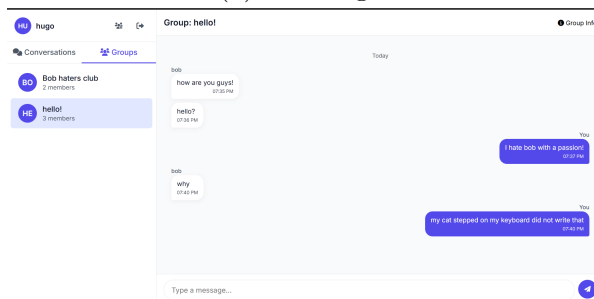 HU hugo
Conversations Groups
BO Bob haters club
2 members
HE hello!
3 members
Group: hello!
Group Info
Today
bob
how are you guys!
07:35 PM
hello?
07:36 PM
You
I hate bob with a passion!
07:37 PM
bob
why
07:40 PM
You
my cat stepped on my keyboard did not write that
07:40 PM
Type a message...